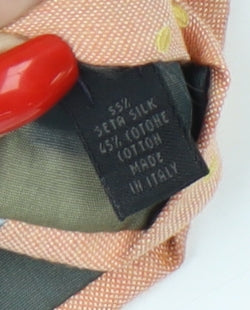 55%
SETA SILK
45% COTONE
COTTON
MADE
IN ITALY